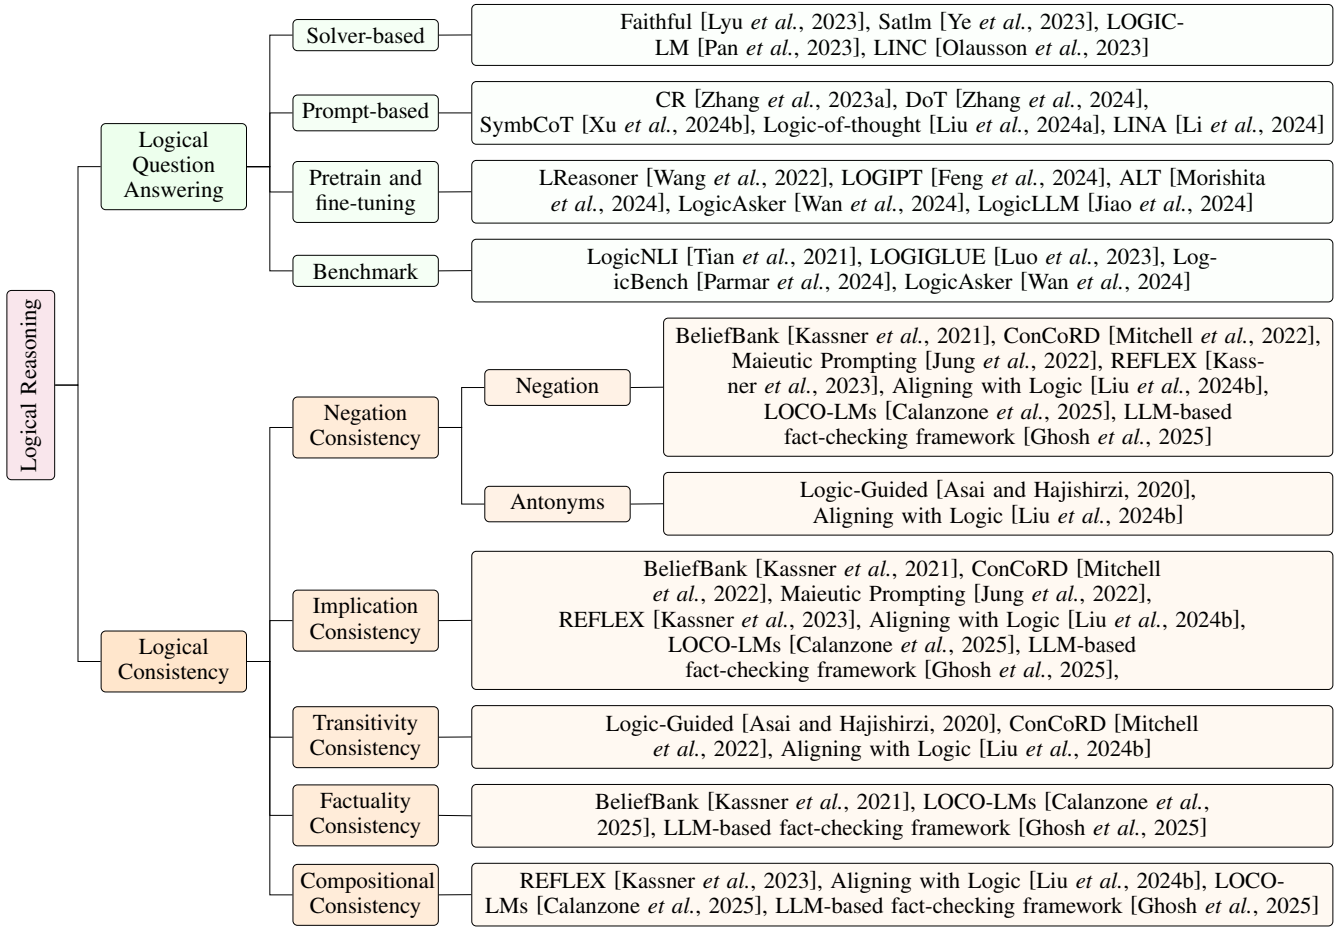 Logical Reasoning
Logical
Question
Answering
Solver-based
Faithful [Lyu et al., 2023], Satlm [Ye et al., 2023], LOGIC-
LM [Pan et al., 2023], LINC [Olausson et al., 2023]
Prompt-based
CR [Zhang et al., 2023a], DoT [Zhang et al., 2024],
SymbCoT [Xu et al., 2024b], Logic-of-thought [Liu et al., 2024a], LINA [Li et al., 2024]
Pretrain and
fine-tuning
LReasoner [Wang et al., 2022], LOGIPT [Feng et al., 2024], ALT [Morishita
et al., 2024], LogicAsker [Wan et al., 2024], LogicLLM [Jiao et al., 2024]
Benchmark
LogicNLI [Tian et al., 2021], LOGIGLUE [Luo et al., 2023], Log-
icBench [Parmar et al., 2024], LogicAsker [Wan et al., 2024]
Logical
Consistency
Negation
Consistency
Negation
BeliefBank [Kassner et al., 2021], ConCoRD [Mitchell et al., 2022],
Maieutic Prompting [Jung et al., 2022], REFLEX [Kass-
ner et al., 2023], Aligning with Logic [Liu et al., 2024b],
LOCO-LMs [Calanzone et al., 2025], LLM-based
fact-checking framework [Ghosh et al., 2025]
Antonyms
Logic-Guided [Asai and Hajishirzi, 2020],
Aligning with Logic [Liu et al., 2024b]
Implication
Consistency
BeliefBank [Kassner et al., 2021], ConCoRD [Mitchell
et al., 2022], Maieutic Prompting [Jung et al., 2022],
REFLEX [Kassner et al., 2023], Aligning with Logic [Liu et al., 2024b],
LOCO-LMs [Calanzone et al., 2025], LLM-based
fact-checking framework [Ghosh et al., 2025],
Transitivity
Consistency
Logic-Guided [Asai and Hajishirzi, 2020], ConCoRD [Mitchell
et al., 2022], Aligning with Logic [Liu et al., 2024b]
Factuality
Consistency
BeliefBank [Kassner et al., 2021], LOCO-LMs [Calanzone et al.,
2025], LLM-based fact-checking framework [Ghosh et al., 2025]
Compositional
Consistency
REFLEX [Kassner et al., 2023], Aligning with Logic [Liu et al., 2024b], LOCO-
LMs [Calanzone et al., 2025], LLM-based fact-checking framework [Ghosh et al., 2025]